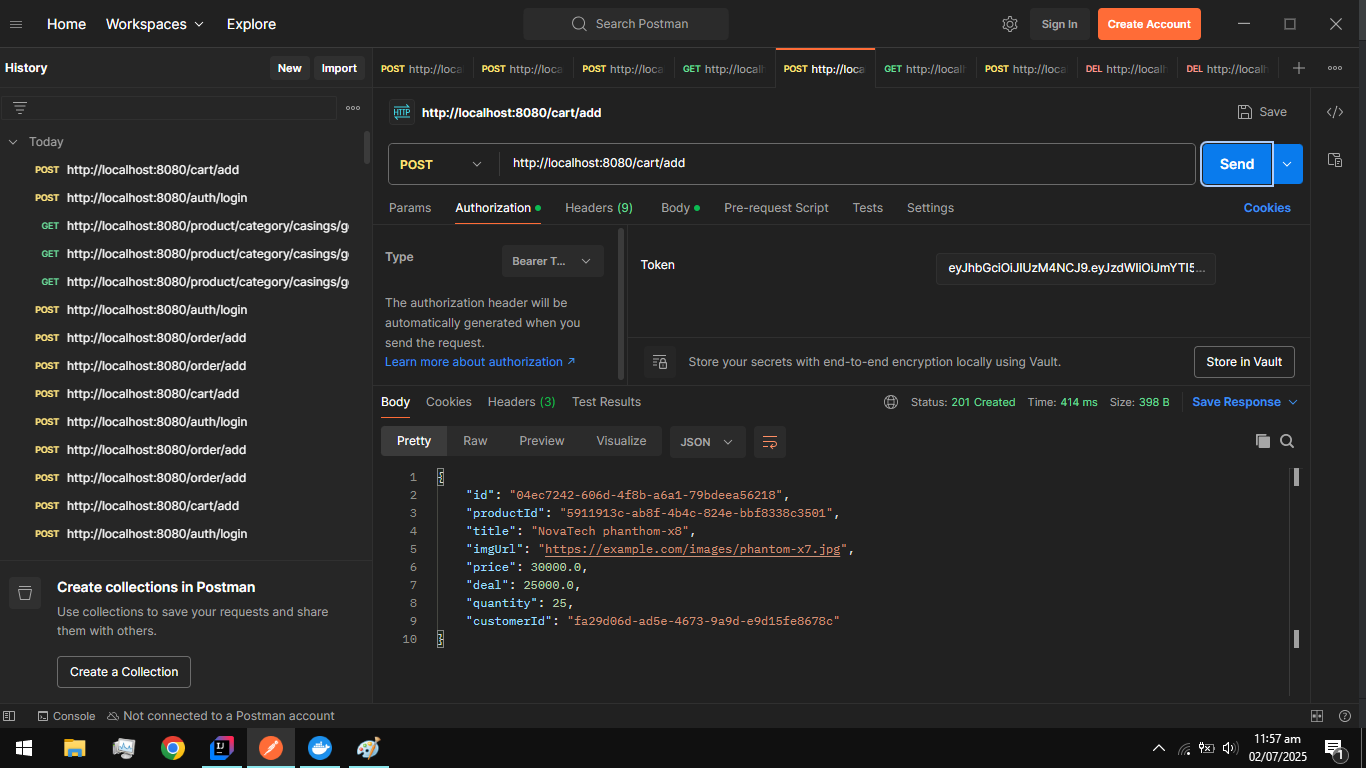 Home Workspaces Explore Search Postman Sign In Create Account
History New Import
POST http://loca POST http://loca POST http://loca GET http://localh POST http://loca GET http://localh POST http://loca DEL http://localh DEL http://localh
HTTP http://localhost:8080/cart/add Save
Today
POST http://localhost:8080/cart/add
POST http://localhost:8080/auth/login
GET http://localhost:8080/product/category/casings/g
GET http://localhost:8080/product/category/casings/g
GET http://localhost:8080/product/category/casings/g
POST http://localhost:8080/auth/login
POST http://localhost:8080/order/add
POST http://localhost:8080/order/add
POST http://localhost:8080/cart/add
POST http://localhost:8080/auth/login
POST http://localhost:8080/order/add
POST http://localhost:8080/order/add
POST http://localhost:8080/cart/add
POST http://localhost:8080/auth/login
Create collections in Postman
Use collections to save your requests and share
them with others.
Create a Collection
POST http://localhost:8080/cart/add Send
Params Authorization Headers (9) Body Pre-request Script Tests Settings Cookies
Type Bearer T...
The authorization header will be
automatically generated when you
send the request.
Learn more about authorization
Token eyJhbGciOiJIUzM4NCJ9.eyJzdWIiOiJmYTI5...
Store your secrets with end-to-end encryption locally using Vault. Store in Vault
Body Cookies Headers (3) Test Results Status: 201 Created Time: 414 ms Size: 398 B Save Response
Pretty Raw Preview Visualize JSON
1 {
2 "id": "04ec7242-606d-4f8b-a6a1-79bdeea56218",
3 "productId": "5911913c-ab8f-4b4c-824e-bbf8338c3501",
4 "title": "NovaTech phanthom-x8",
5 "imgUrl": "https://example.com/images/phantom-x7.jpg",
6 "price": 30000.0,
7 "deal": 25000.0,
8 "quantity": 25,
9 "customerId": "fa29d06d-ad5e-4673-9a9d-e9d15fe8678c"
10 }
Console Not connected to a Postman account
11:57 am
02/07/2025
1